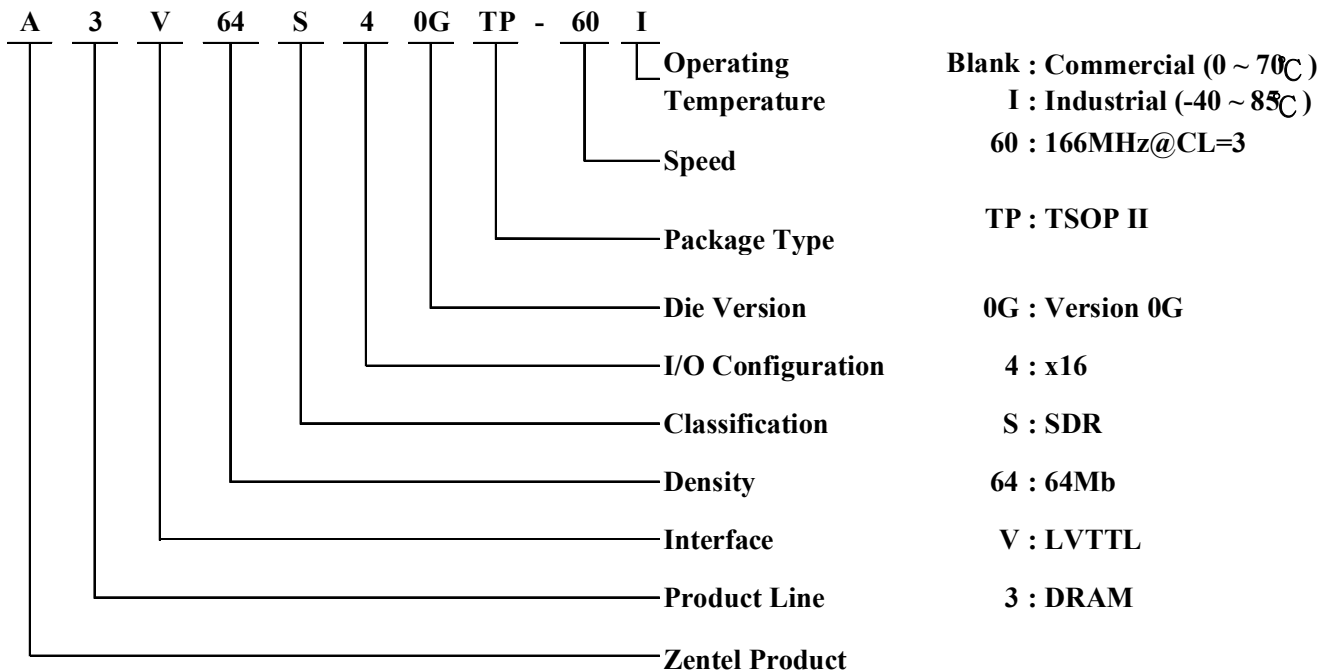 A 3 V 64 S 4 0G TP - 60 I
Operating Blank : Commercial (0 ~ 70℃ )
Temperature I : Industrial (-40 ~ 85℃ )
60 : 166MHz@CL=3
Speed
TP : TSOP II
Package Type
Die Version 0G : Version 0G
I/O Configuration 4 : x16
Classification S : SDR
Density 64 : 64Mb
Interface V : LVTTL
Product Line 3 : DRAM
Zentel Product